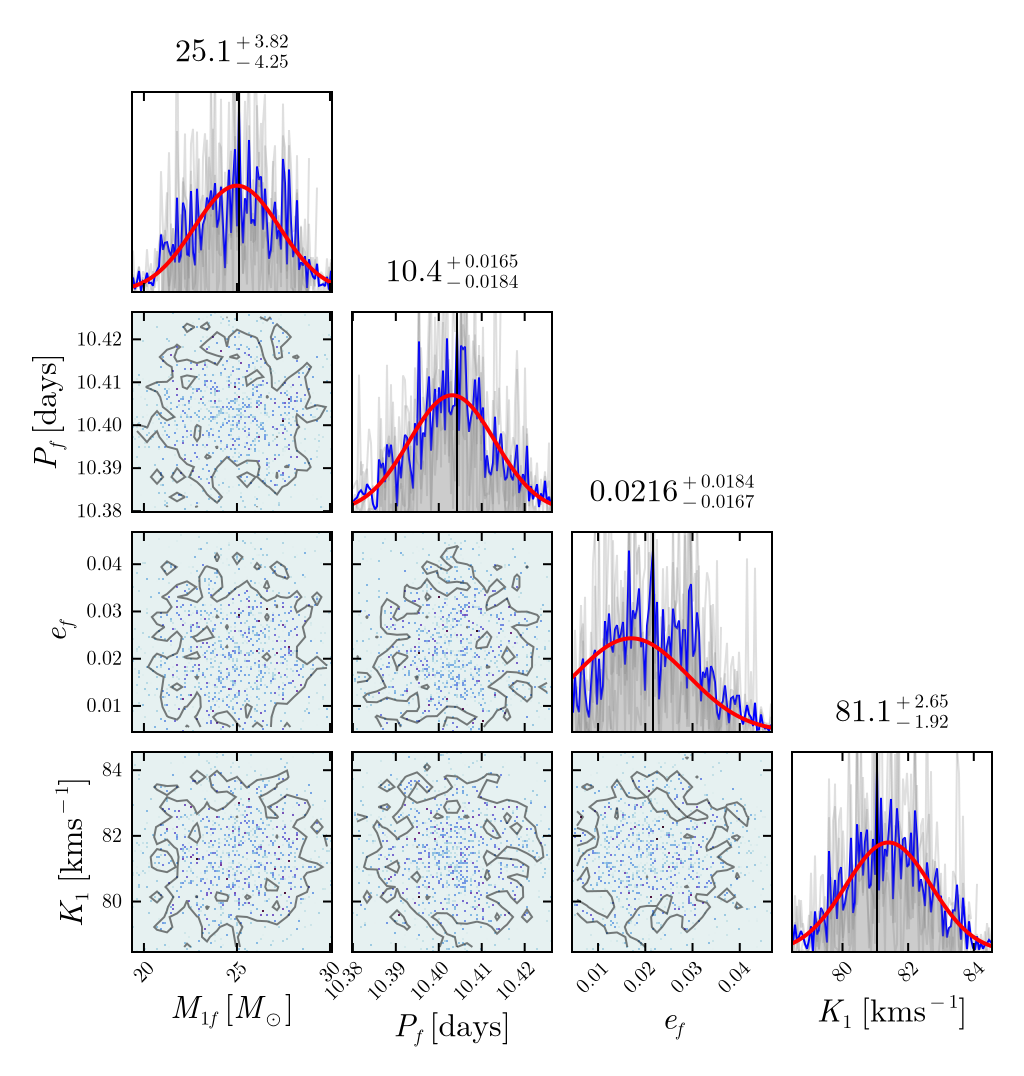 25.1 +3.82 −4.25
10.4 +0.0165 −0.0184
10.42
10.41
10.40
10.39
10.38
P_f [days]
0.0216 +0.0184 −0.0167
0.04
0.03
0.02
0.01
e_f
81.1 +2.65 −1.92
84
82
80
K_1 [kms^−1]
20 25 30 10.38 10.39 10.40 10.41 10.42 0.01 0.02 0.03 0.04 80 82 84
M_1f [M_⊙] P_f [days] e_f K_1 [kms^−1]